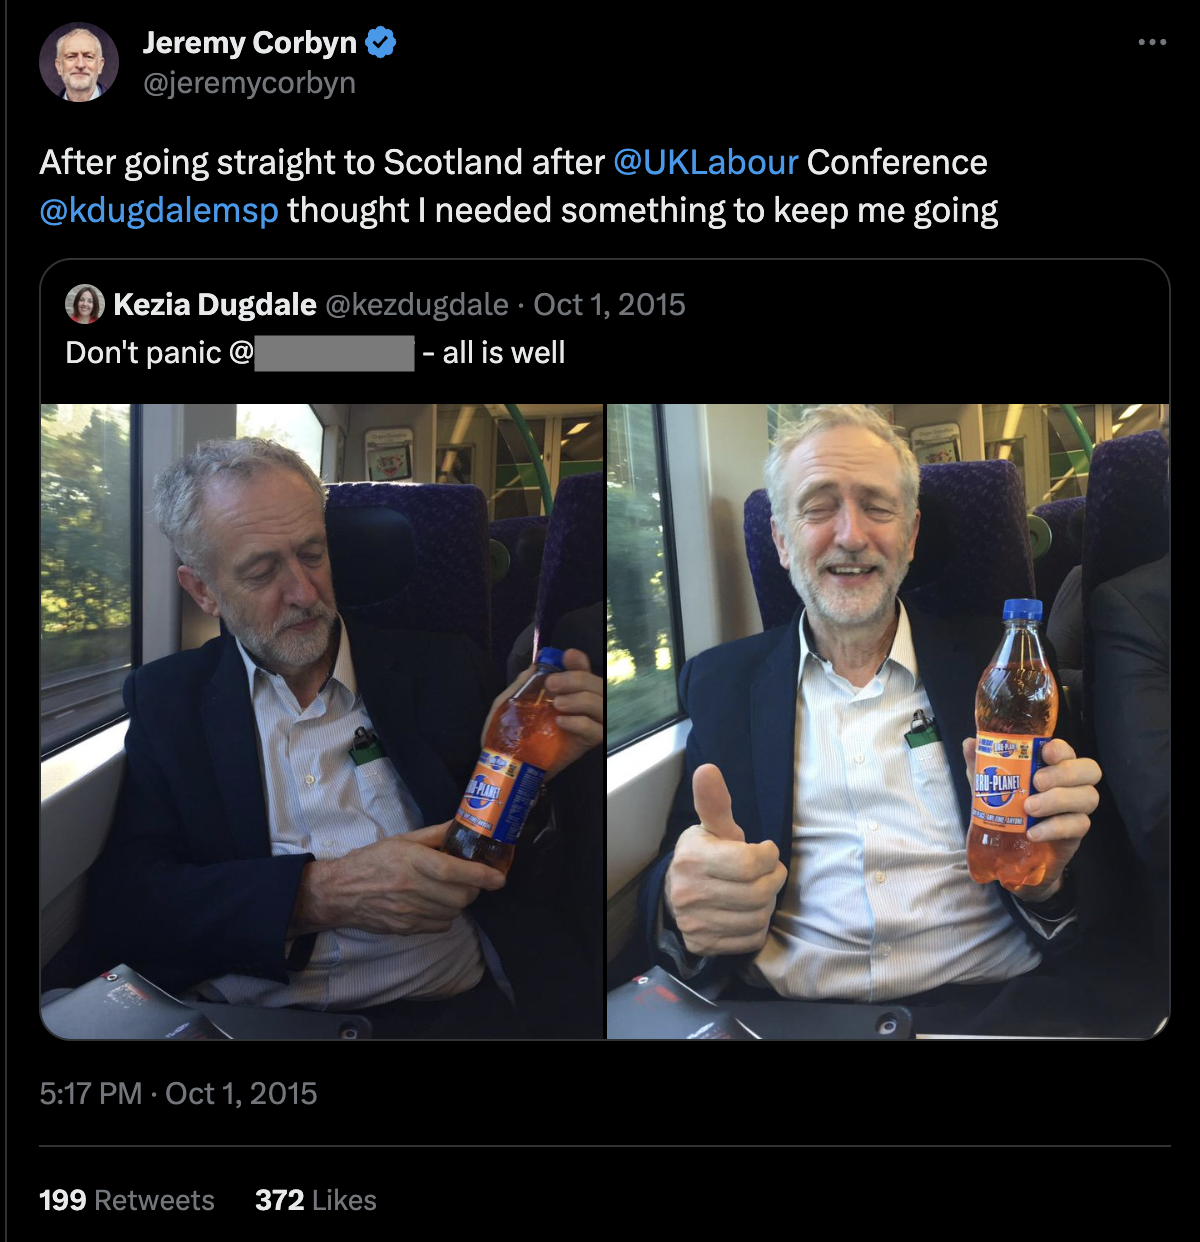 Jeremy Corbyn
@jeremycorbyn
After going straight to Scotland after @UKLabour Conference
@kdugdalemsp thought I needed something to keep me going
Kezia Dugdale @kezdugdale · Oct 1, 2015
Don't panic @ - all is well
RU-PLANET
BRU-PLANET
5:17 PM · Oct 1, 2015
199 Retweets 372 Likes